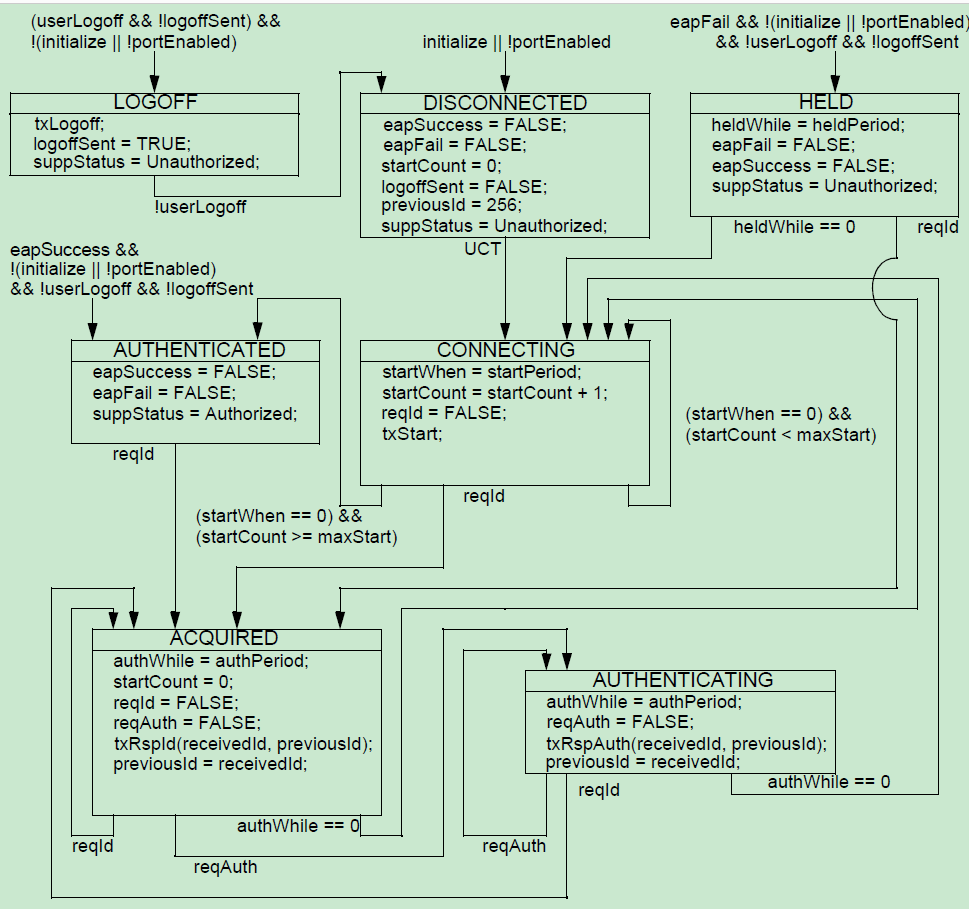 (userLogoff && !logoffSent) &&
!(initialize || !portEnabled)
initialize || !portEnabled
eapFail && !(initialize || !portEnabled)
&& !userLogoff && !logoffSent
LOGOFF
txLogoff;
logoffSent = TRUE;
suppStatus = Unauthorized;
!userLogoff
DISCONNECTED
eapSuccess = FALSE;
eapFail = FALSE;
startCount = 0;
logoffSent = FALSE;
previousId = 256;
suppStatus = Unauthorized;
UCT
HELD
heldWhile = heldPeriod;
eapFail = FALSE;
eapSuccess = FALSE;
suppStatus = Unauthorized;
heldWhile == 0
reqId
eapSuccess &&
!(initialize || !portEnabled)
&& !userLogoff && !logoffSent
AUTHENTICATED
eapSuccess = FALSE;
eapFail = FALSE;
suppStatus = Authorized;
reqId
CONNECTING
startWhen = startPeriod;
startCount = startCount + 1;
reqId = FALSE;
txStart;
reqId
(startWhen == 0) &&
(startCount < maxStart)
(startWhen == 0) &&
(startCount >= maxStart)
ACQUIRED
authWhile = authPeriod;
startCount = 0;
reqId = FALSE;
reqAuth = FALSE;
txRspId(receivedId, previousId);
previousId = receivedId;
authWhile == 0
reqId
reqAuth
AUTHENTICATING
authWhile = authPeriod;
reqAuth = FALSE;
txRspAuth(receivedId, previousId);
previousId = receivedId;
authWhile == 0
reqId
reqAuth